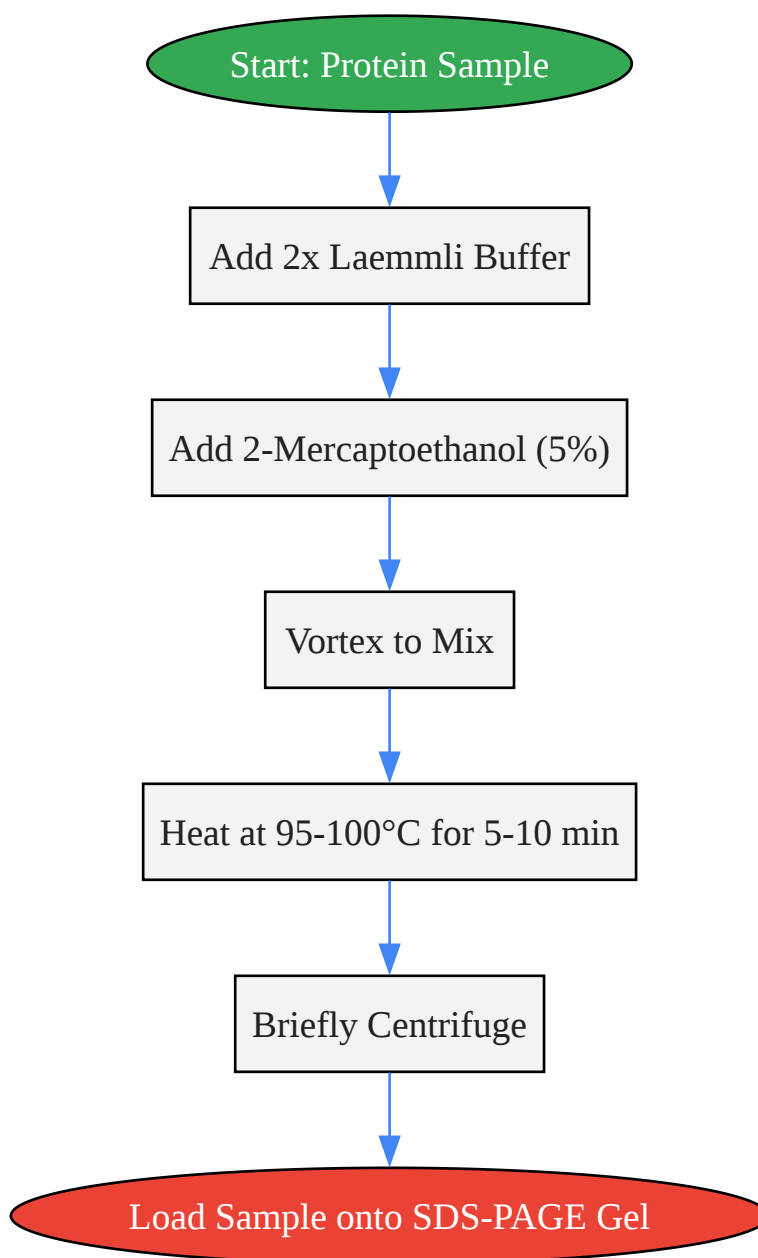 Start: Protein Sample
Add 2x Laemmli Buffer
Add 2-Mercaptoethanol (5%)
Vortex to Mix
Heat at 95-100°C for 5-10 min
Briefly Centrifuge
Load Sample onto SDS-PAGE Gel